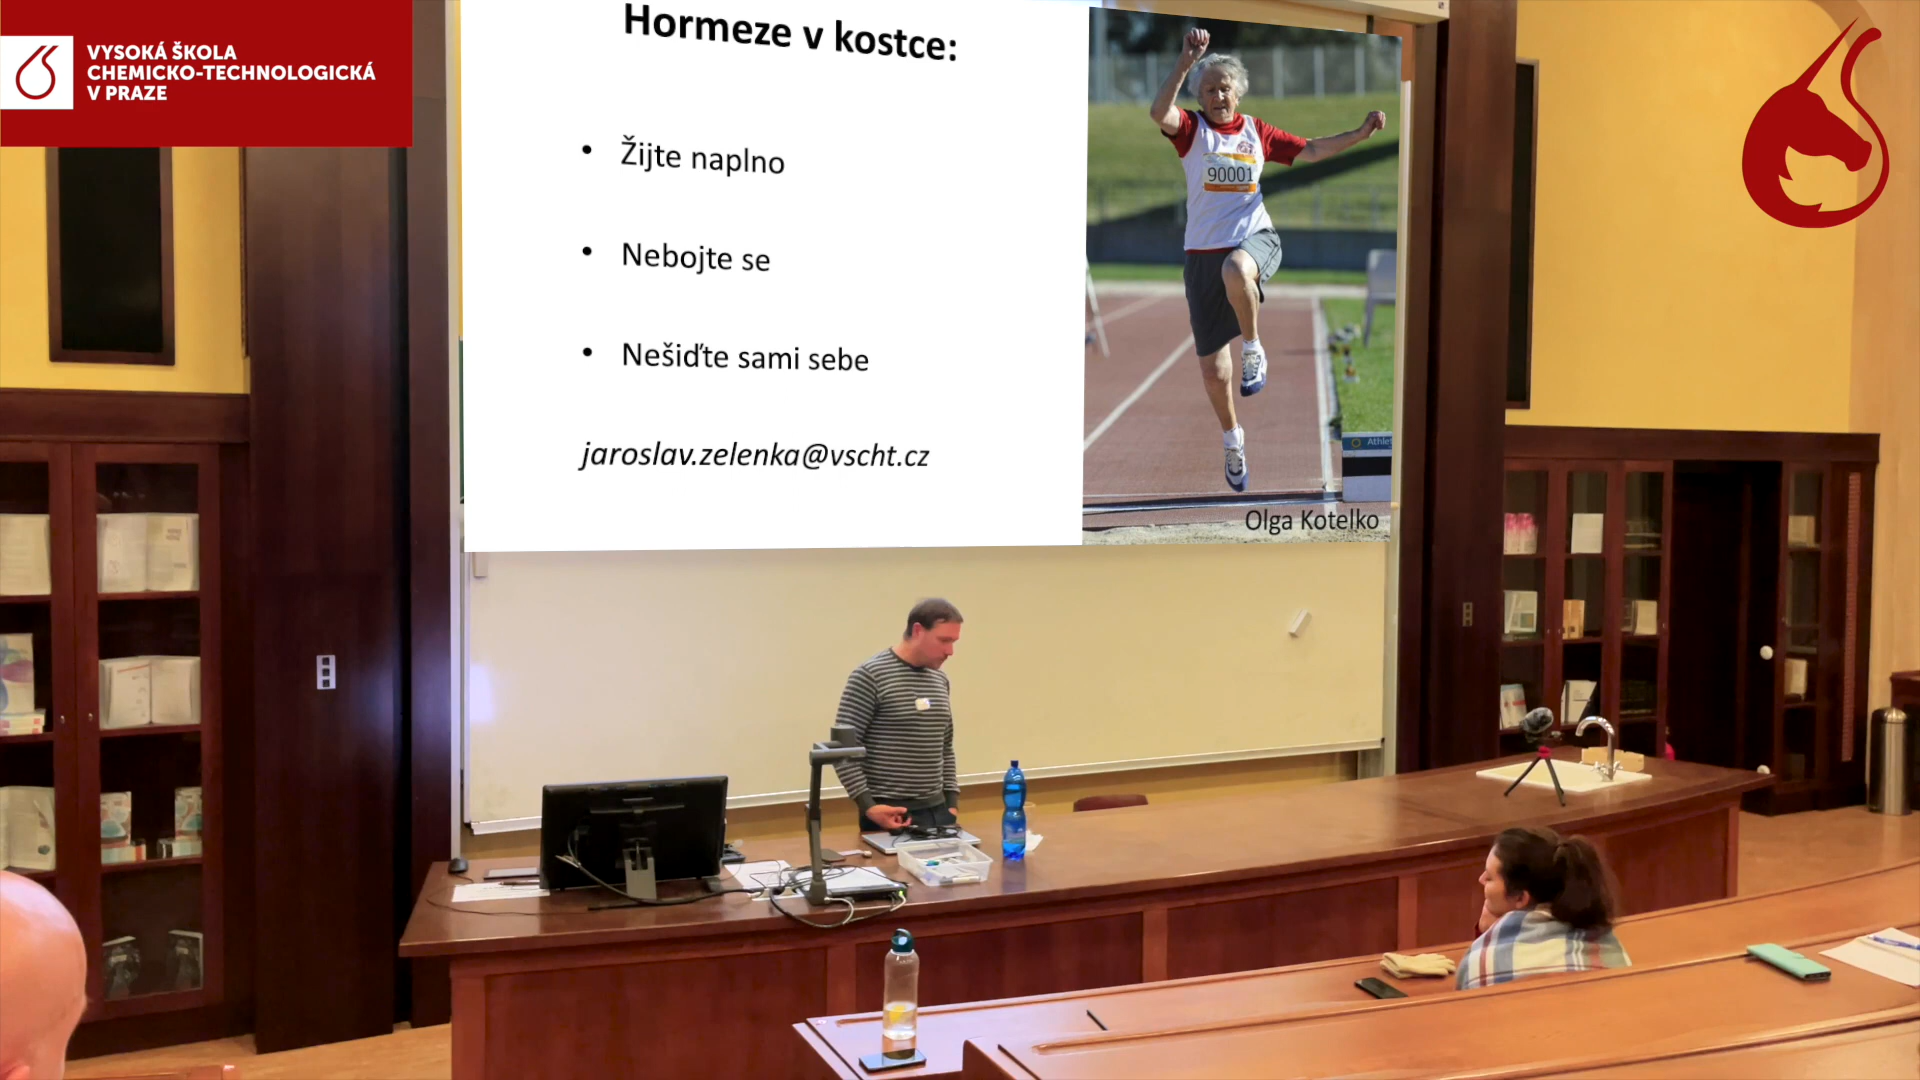 VYSOKÁ ŠKOLA
CHEMICKO-TECHNOLOGICKÁ
V PRAZE
Hormeze v kostce:
• Žijte naplno
• Nebojte se
• Nešiďte sami sebe
jaroslav.zelenka@vscht.cz
90001
Athle
Olga Kotelko